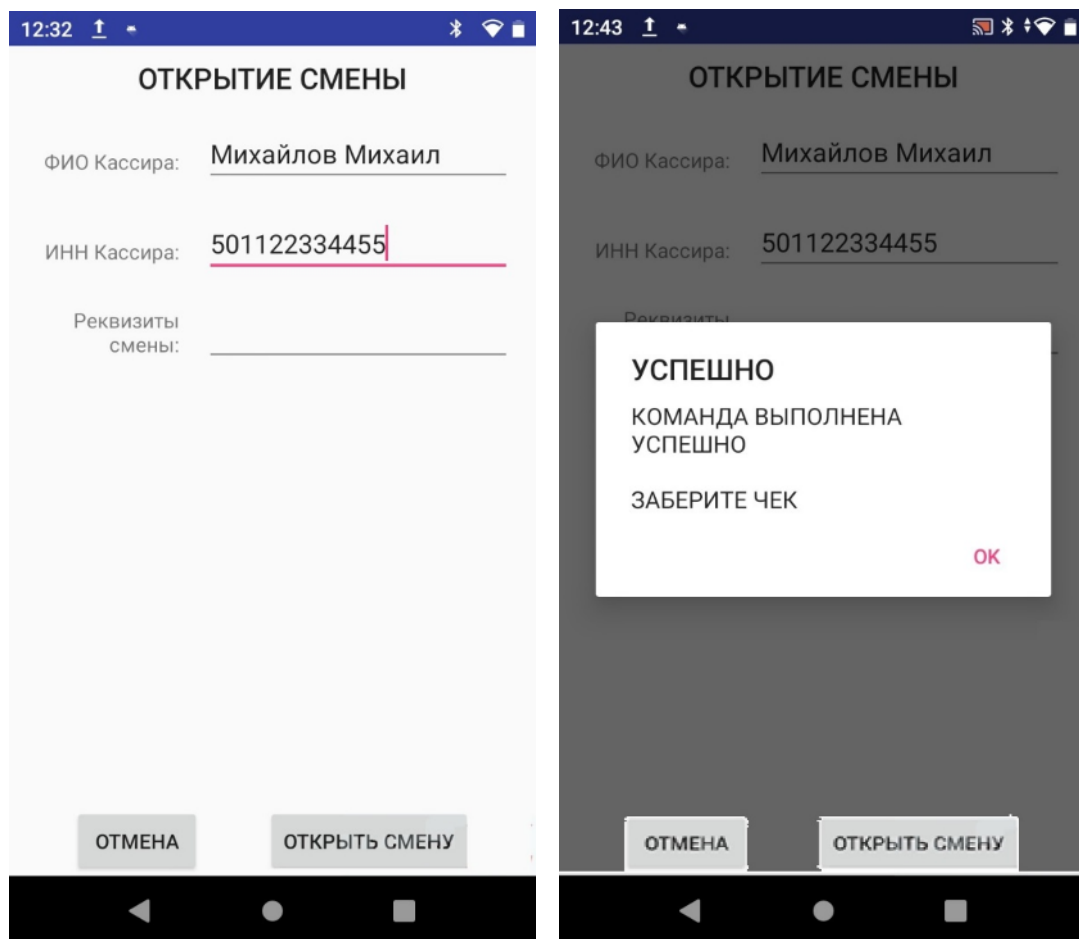 12:32
ОТКРЫТИЕ СМЕНЫ
ФИО Кассира: Михайлов Михаил
ИНН Кассира: 501122334455
Реквизиты
смены:
ОТМЕНА ОТКРЫТЬ СМЕНУ
12:43
ОТКРЫТИЕ СМЕНЫ
ФИО Кассира: Михайлов Михаил
ИНН Кассира: 501122334455
Реквизиты
УСПЕШНО
КОМАНДА ВЫПОЛНЕНА
УСПЕШНО
ЗАБЕРИТЕ ЧЕК
OK
ОТМЕНА ОТКРЫТЬ СМЕНУ